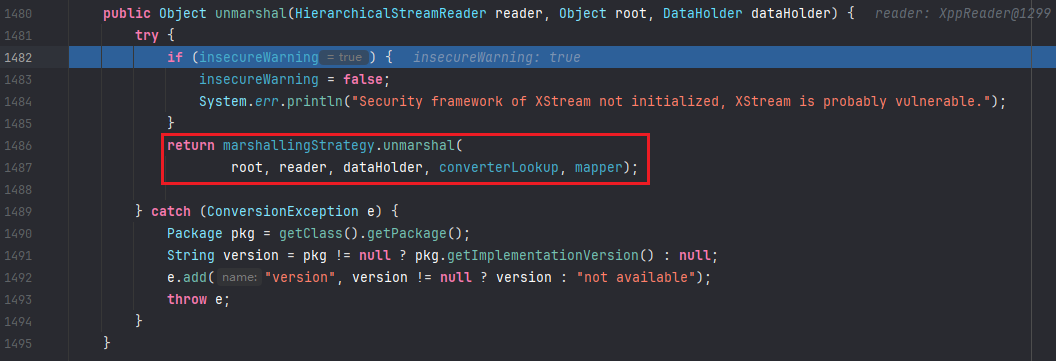 1480 public Object unmarshal(HierarchicalStreamReader reader, Object root, DataHolder dataHolder) { reader: XppReader@1299
1481 try {
1482 if (insecureWarning = true ) { insecureWarning: true
1483 insecureWarning = false;
1484 System.err.println("Security framework of XStream not initialized, XStream is probably vulnerable.");
1485 }
1486 return marshallingStrategy.unmarshal(
1487 root, reader, dataHolder, converterLookup, mapper);
1488
1489 } catch (ConversionException e) {
1490 Package pkg = getClass().getPackage();
1491 String version = pkg != null ? pkg.getImplementationVersion() : null;
1492 e.add( name: "version", version != null ? version : "not available");
1493 throw e;
1494 }
1495 }